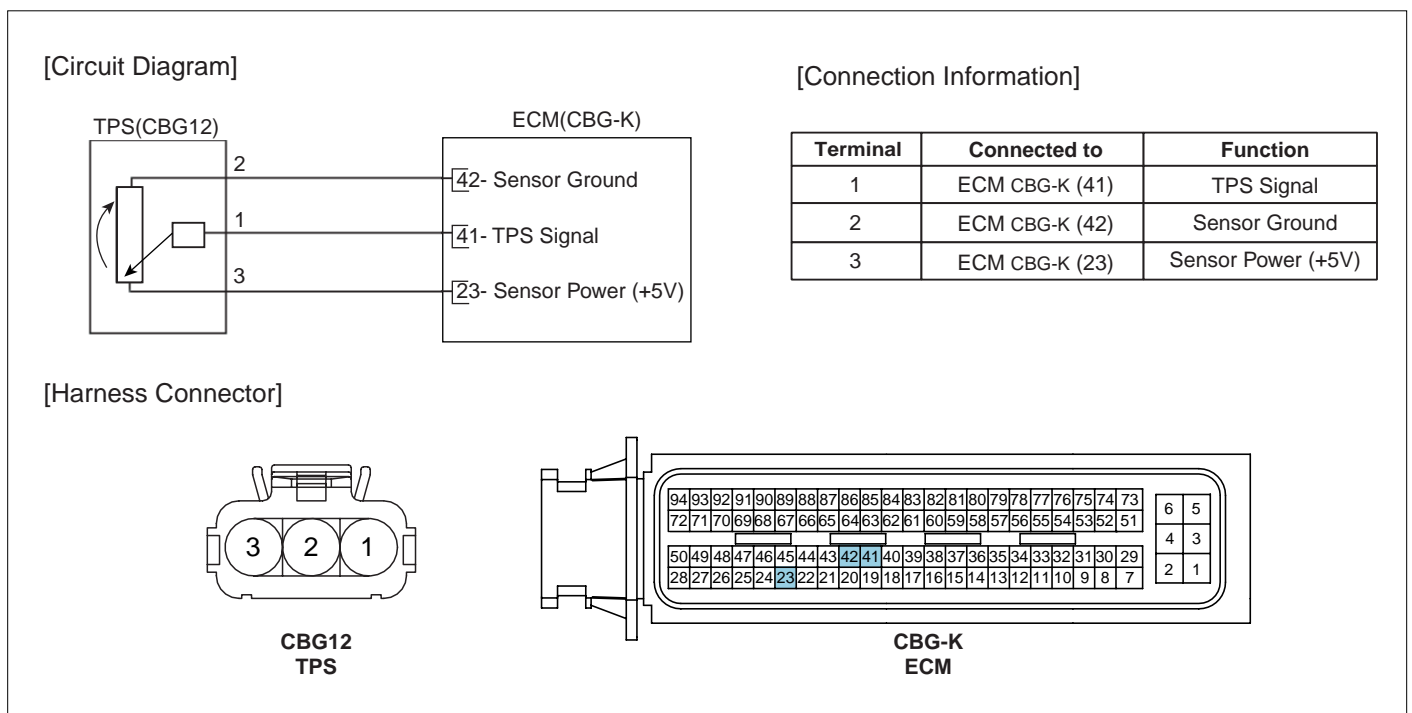 [Circuit Diagram]
TPS(CBG12)
ECM(CBG-K)
2
42- Sensor Ground
1
41- TPS Signal
3
23- Sensor Power (+5V)
[Connection Information]
Terminal Connected to Function
1 ECM CBG-K (41) TPS Signal
2 ECM CBG-K (42) Sensor Ground
3 ECM CBG-K (23) Sensor Power (+5V)
[Harness Connector]
3 2 1
CBG12
TPS
94 93 92 91 90 89 88 87 86 85 84 83 82 81 80 79 78 77 76 75 74 73
72 71 70 69 68 67 66 65 64 63 62 61 60 59 58 57 56 55 54 53 52 51
50 49 48 47 46 45 44 43 42 41 40 39 38 37 36 35 34 33 32 31 30 29
28 27 26 25 24 23 22 21 20 19 18 17 16 15 14 13 12 11 10 9 8 7
6 5
4 3
2 1
CBG-K
ECM